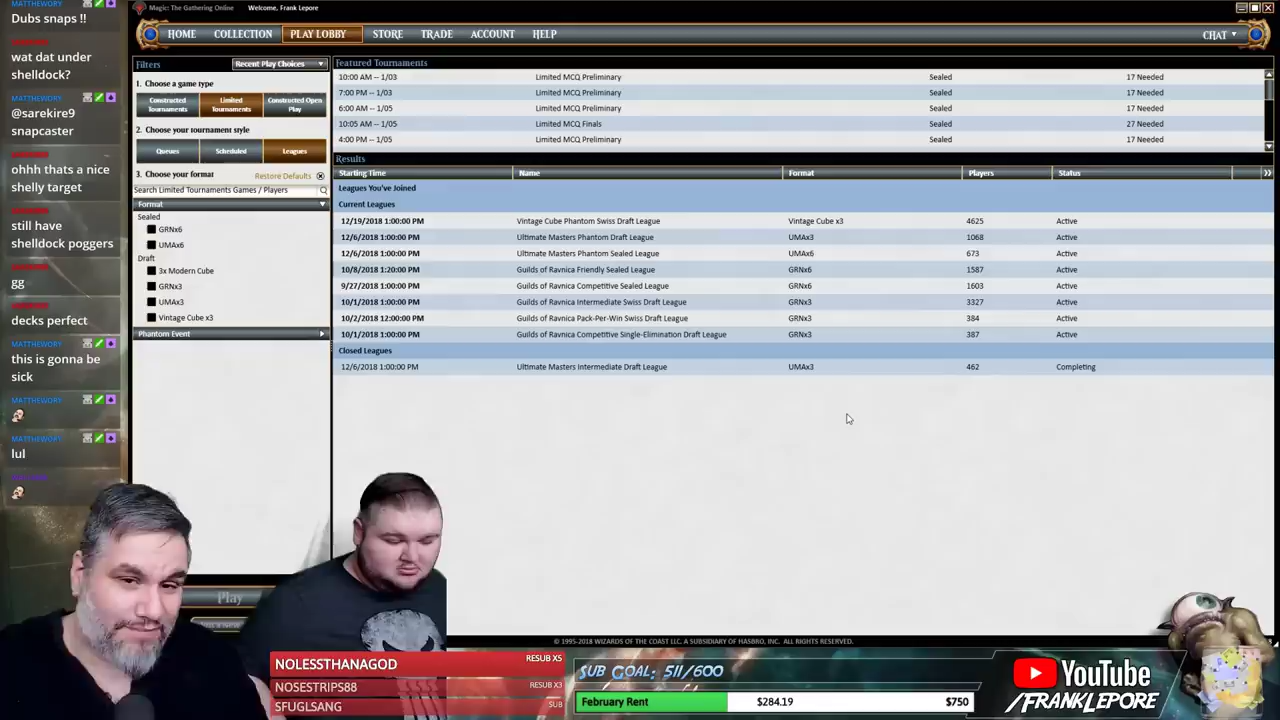 MATTHEWORY
Dubs snaps !!
wat dat under
shelldock?
MATTHEWORY
@sarekire9
snapcaster
ohhh thats a nice
shelly target
still have
shelldock poggers
gg
decks perfect
MATTHEWORY
this is gonna be
sick
MATTHEWORY
MATTHEWORY
lul
Magic: The Gathering Online Welcome, Frank Lepore
HOME COLLECTION PLAY LOBBY STORE TRADE ACCOUNT HELP CHAT
Filters Recent Play Choices
1. Choose a game type
Constructed Tournaments Limited Tournaments Constructed Open Play
2. Choose your tournament style
Queues Scheduled Leagues
3. Choose your format Restore Defaults
Search Limited Tournaments Games / Players
Format
Sealed
GRNx6
UMAx6
Draft
3x Modern Cube
GRNx3
UMAx3
Vintage Cube x3
Phantom Event
Play
Featured Tournaments
10:00 AM -- 1/03 Limited MCQ Preliminary Sealed 17 Needed
7:00 PM -- 1/03 Limited MCQ Preliminary Sealed 17 Needed
6:00 AM -- 1/05 Limited MCQ Preliminary Sealed 17 Needed
10:05 AM -- 1/05 Limited MCQ Finals Sealed 27 Needed
4:00 PM -- 1/05 Limited MCQ Preliminary Sealed 17 Needed
Results
Starting Time Name Format Players Status
Leagues You've Joined
Current Leagues
12/19/2018 1:00:00 PM Vintage Cube Phantom Swiss Draft League Vintage Cube x3 4625 Active
12/6/2018 1:00:00 PM Ultimate Masters Phantom Draft League UMAx3 1068 Active
12/6/2018 1:00:00 PM Ultimate Masters Phantom Sealed League UMAx6 673 Active
10/8/2018 1:20:00 PM Guilds of Ravnica Friendly Sealed League GRNx6 1587 Active
9/27/2018 1:00:00 PM Guilds of Ravnica Competitive Sealed League GRNx6 1603 Active
10/1/2018 1:00:00 PM Guilds of Ravnica Intermediate Swiss Draft League GRNx3 3327 Active
10/2/2018 12:00:00 PM Guilds of Ravnica Pack-Per-Win Swiss Draft League GRNx3 384 Active
10/1/2018 1:00:00 PM Guilds of Ravnica Competitive Single-Elimination Draft League GRNx3 387 Active
Closed Leagues
12/6/2018 1:00:00 PM Ultimate Masters Intermediate Draft League UMAx3 462 Completing
© 1995-2018 WIZARDS OF THE COAST LLC, A SUBSIDIARY OF HASBRO, INC. ALL RIGHTS RESERVED.
NOLESSTHANAGOD RESUB X5
NOSESTRIPS88 RESUB X3
SFUGLSANG SUB
SUB GOAL: 511/600
February Rent $284.19 $750
YouTube
/FRANKLEPORE